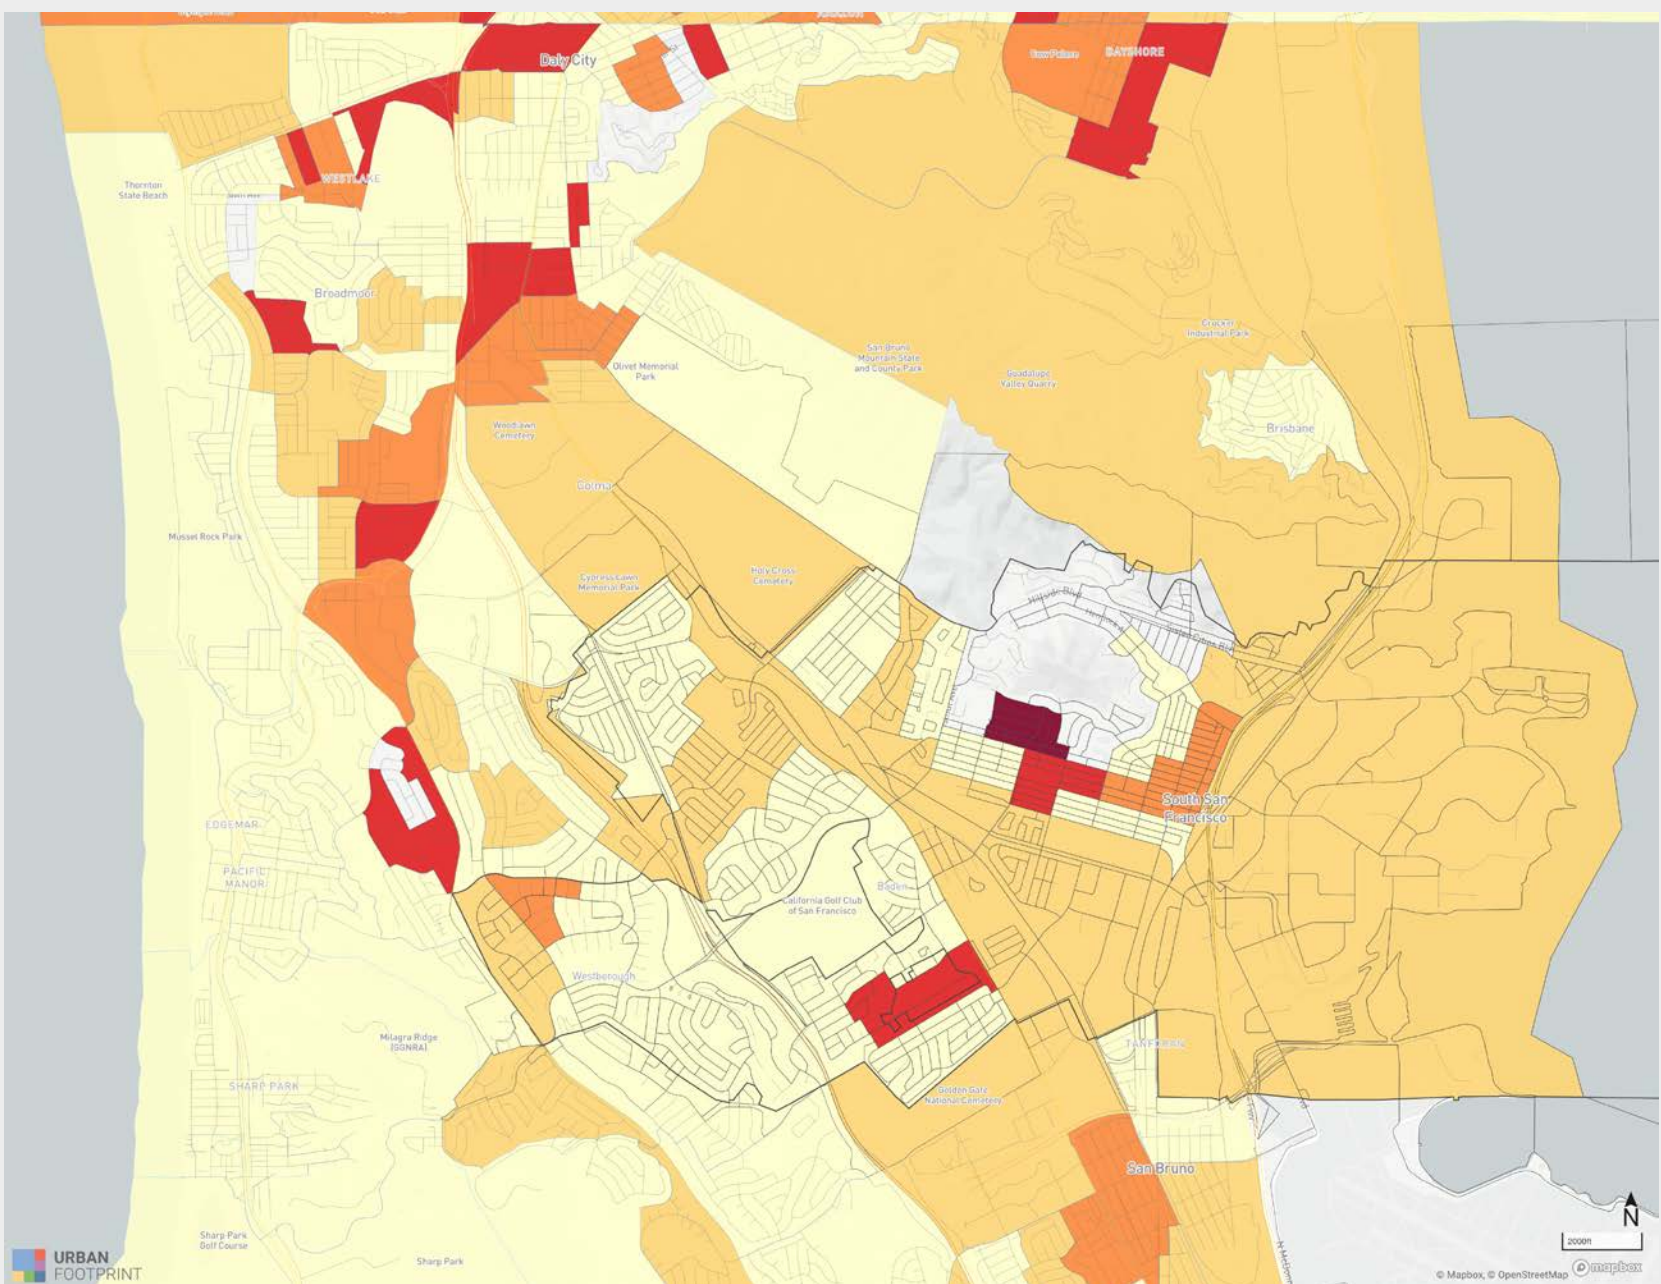 Daly City
Cow Palace
BAYSHORE
Thornton
State Beach
WESTLAKE
Broadmoor
Crocker
Industrial Park
San Bruno
Mountain State
and County Park
Olivet Memorial
Park
Guadalupe
Valley Quarry
Woodlawn
Cemetery
Brisbane
Colma
Mussel Rock Park
Holy Cross
Cemetery
Cypress Lawn
Memorial Park
Hillside Blvd
South San
Francisco
EDGEMAR
PACIFIC
MANOR
Baden
California Golf Club
of San Francisco
Westborough
Milagra Ridge
(GGNRA)
TANFORAN
SHARP PARK
Golden Gate
National Cemetery
San Bruno
N
Sharp Park
Golf Course
Sharp Park
2000ft
URBAN
FOOTPRINT
© Mapbox, © OpenStreetMap
mapbox